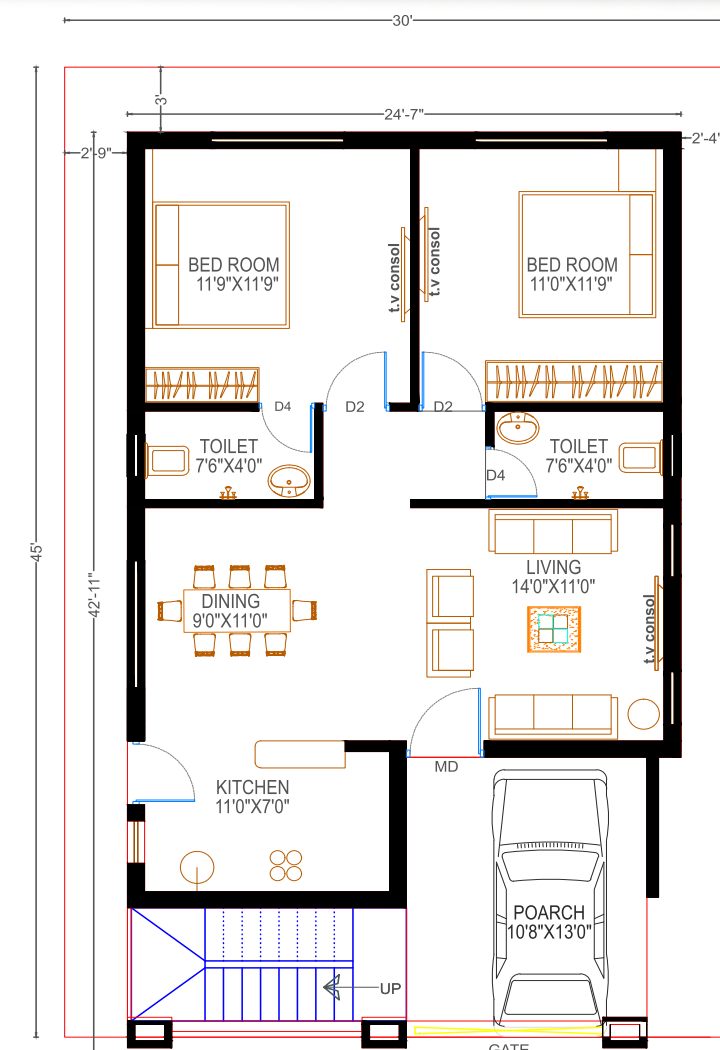 30'
3'
24'-7"
2'-9"
2'-4"
BED ROOM
11'9"X11'9"
t.v consol
t.v consol
BED ROOM
11'0"X11'9"
D4
D2
D2
TOILET
7'6"X4'0"
TOILET
7'6"X4'0"
D4
45'
42'-11"
LIVING
14'0"X11'0"
DINING
9'0"X11'0"
t.v consol
MD
KITCHEN
11'0"X7'0"
POARCH
10'8"X13'0"
UP
GATE